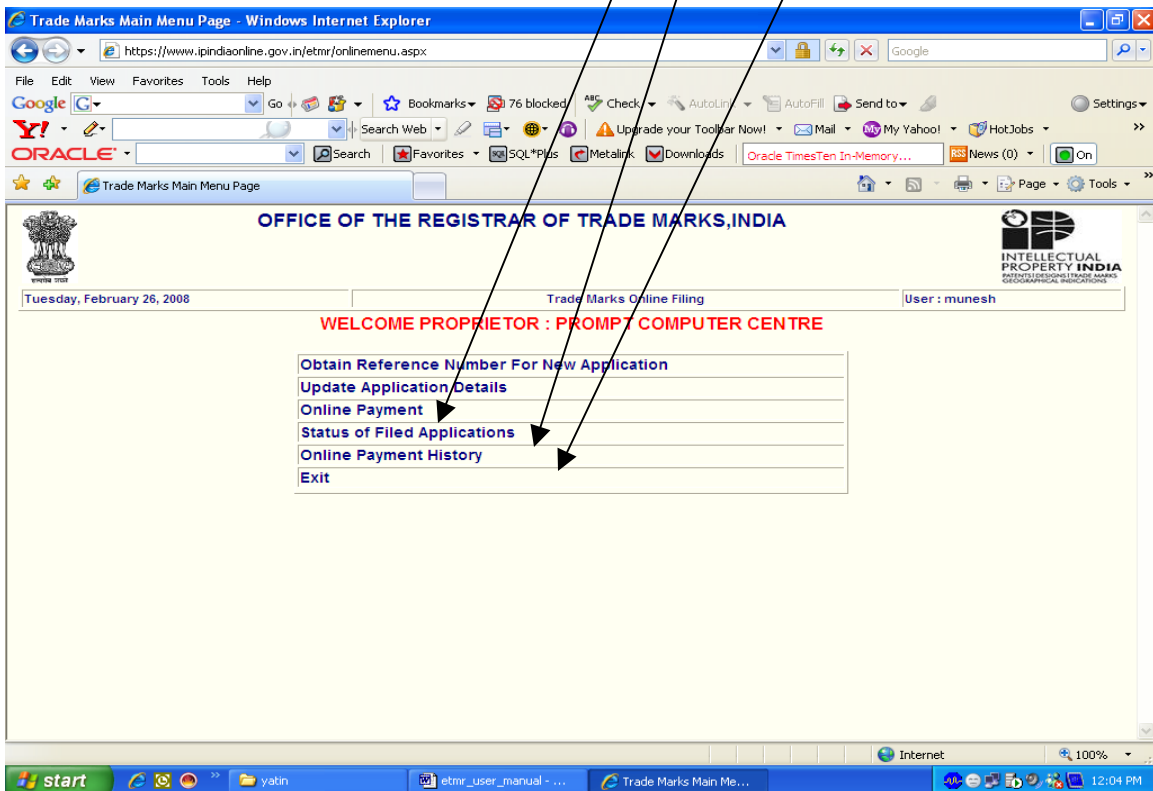 Trade Marks Main Menu Page - Windows Internet Explorer
https://www.ipindiaonline.gov.in/etmr/onlinemenu.aspx Google
File Edit View Favorites Tools Help
Google G Go Bookmarks 76 blocked Check AutoLink AutoFill Send to Settings
Y! Search Web Upgrade your Toolbar Now! Mail My Yahoo! HotJobs »
ORACLE Search Favorites SQL*Plus Metalink Downloads Oracle TimesTen In-Memory... RSS News (0) On
Trade Marks Main Menu Page Page Tools »
OFFICE OF THE REGISTRAR OF TRADE MARKS,INDIA
सत्यमेव जयते
INTELLECTUAL
PROPERTY INDIA
PATENTS|DESIGNS|TRADE MARKS
GEOGRAPHICAL INDICATIONS
Tuesday, February 26, 2008 Trade Marks Online Filing User : munesh
WELCOME PROPRIETOR : PROMPT COMPUTER CENTRE
Obtain Reference Number For New Application
Update Application Details
Online Payment
Status of Filed Applications
Online Payment History
Exit
Internet 100%
start » yatin etmr_user_manual - ... Trade Marks Main Me... 12:04 PM